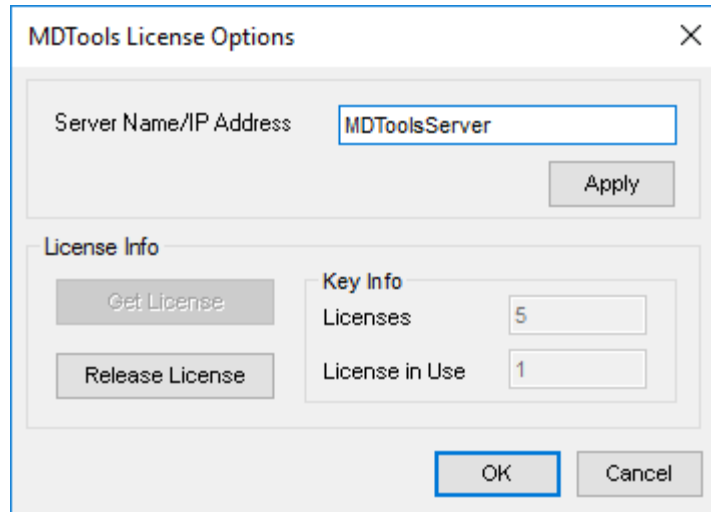 MDTools License Options
Server Name/IP Address
MDToolsServer
Apply
License Info
Get License
Release License
Key Info
Licenses
5
License in Use
1
OK
Cancel